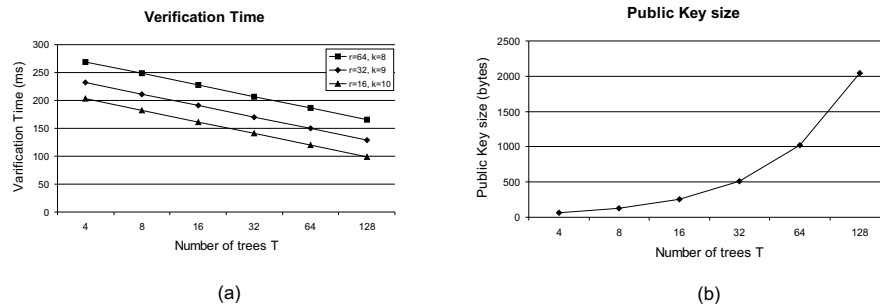 Verification Time
300
250
200
150
100
50
0
Varification Time (ms)
r=64, k=8
r=32, k=9
r=16, k=10
4 8 16 32 64 128
Number of trees T
(a)
Public Key size
2000
1500
1000
500
0
Public Key size (bytes)
4 8 16 32 64 128
Number of trees T
(b)